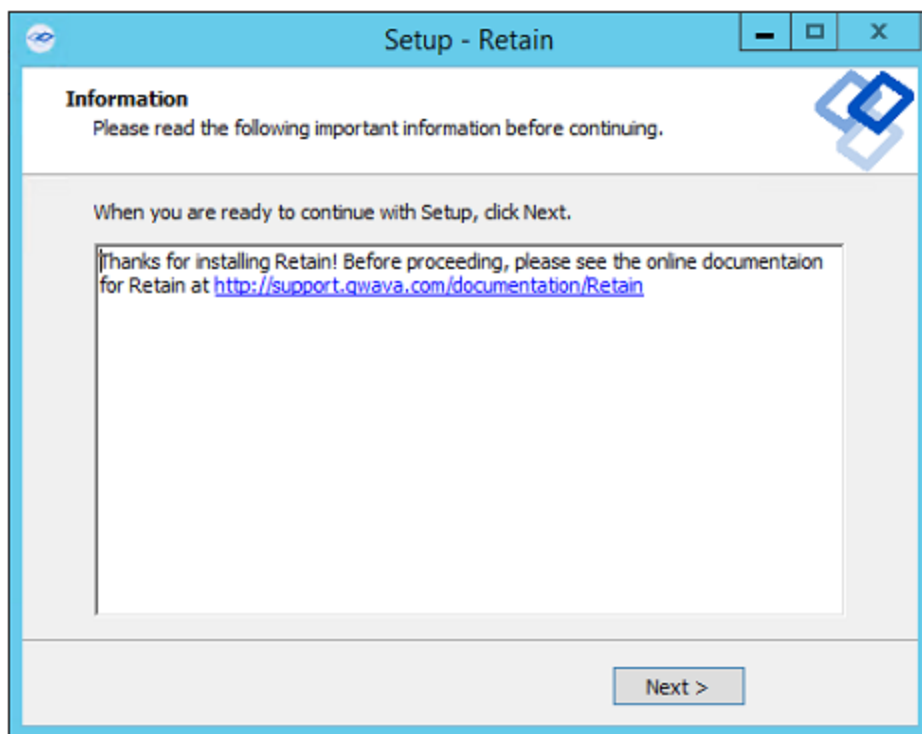 Setup - Retain
Information
Please read the following important information before continuing.
When you are ready to continue with Setup, click Next.
Thanks for installing Retain! Before proceeding, please see the online documentaion
for Retain at http://support.gwava.com/documentation/Retain
Next >